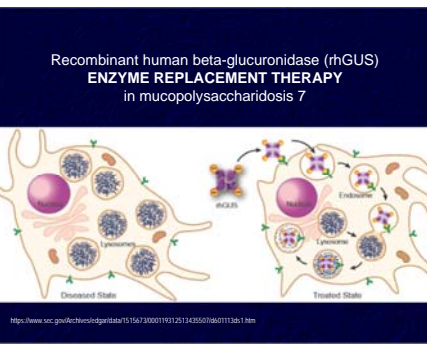 Recombinant human beta-glucuronidase (rhGUS)
ENZYME REPLACEMENT THERAPY
in mucopolysaccharidosis 7
rhGUS
Endosome
Nucleus
Nucleus
Lysosomes
Lysosome
Diseased State
Treated State
https://www.sec.gov/Archives/edgar/data/1515673/000119312513435507/d601113ds1.htm